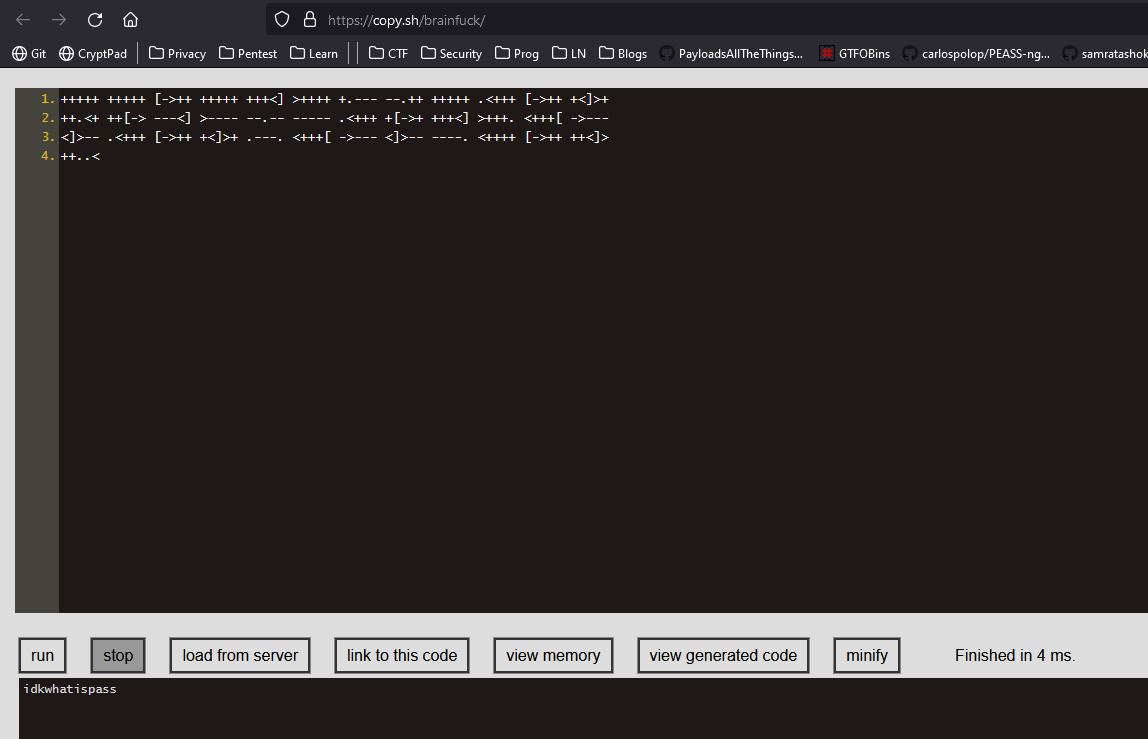 https://copy.sh/brainfuck/
Git CryptPad Privacy Pentest Learn CTF Security Prog LN Blogs PayloadsAllTheThings... GTFOBins carlospolop/PEASS-ng... samratashok
1. +++++ +++++ [->++ +++++ +++<] >++++ +.--- --.++ +++++ .<+++ [->++ +<]>+
2. ++.<+ ++[-> ---<] >---- --.-- ----- .<+++ +[->+ +++<] >+++. <+++[ ->---
3. <]>-- .<+++ [->++ +<]>+ .---. <+++[ ->--- <]>-- ----. <++++ [->++ ++<]>
4. ++..<
run stop load from server link to this code view memory view generated code minify Finished in 4 ms.
idkwhatispass